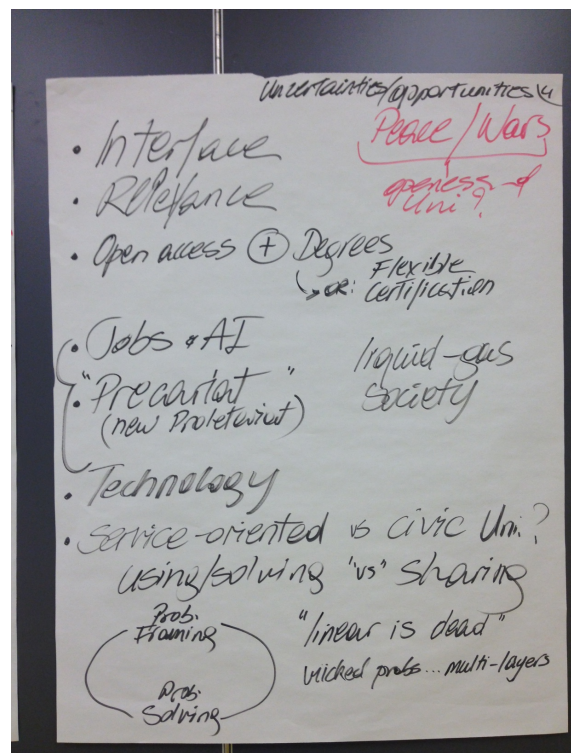 Uncertainties/opportunities 4
Peace/Wars
openess of
Uni?
• Interface
• Relevance
• Open access + Degrees
or: Flexible
certification
• Jobs & AI
• "Precariat"
(new Proletariat)
liquid-gas
society
• Technology
• Service-oriented vs civic Uni?
using/solving "vs" sharing
Prob.
Framing
Prob.
Solving
"linear is dead"
wicked probs... multi-layers